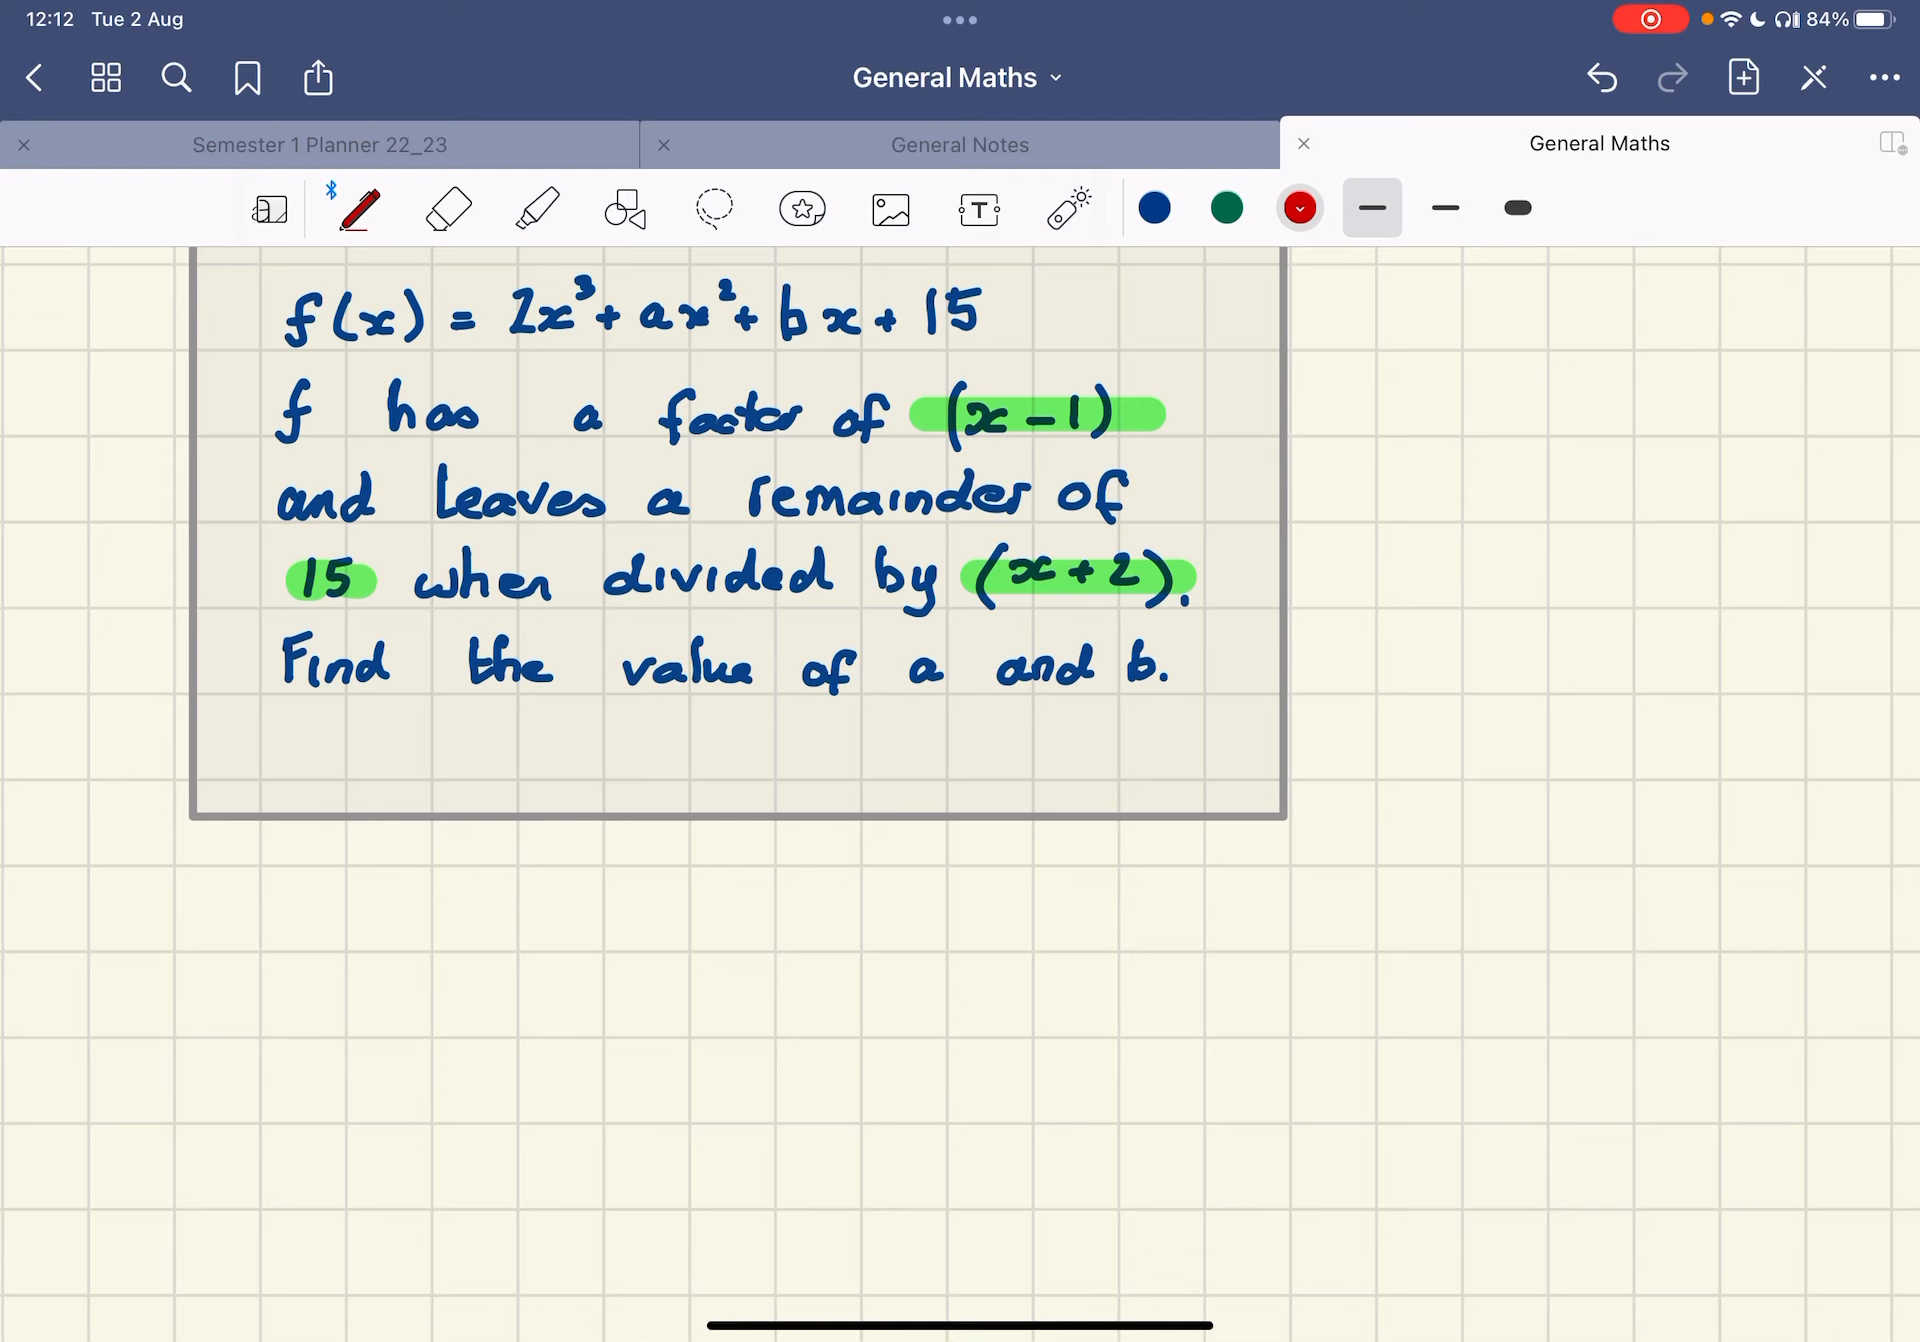 12:12 Tue 2 Aug 84%
General Maths
Semester 1 Planner 22_23 General Notes General Maths
f(x) = 2x³ + ax² + bx + 15
f has a factor of (x - 1)
and leaves a remainder of
15 when divided by (x + 2).
Find the value of a and b.